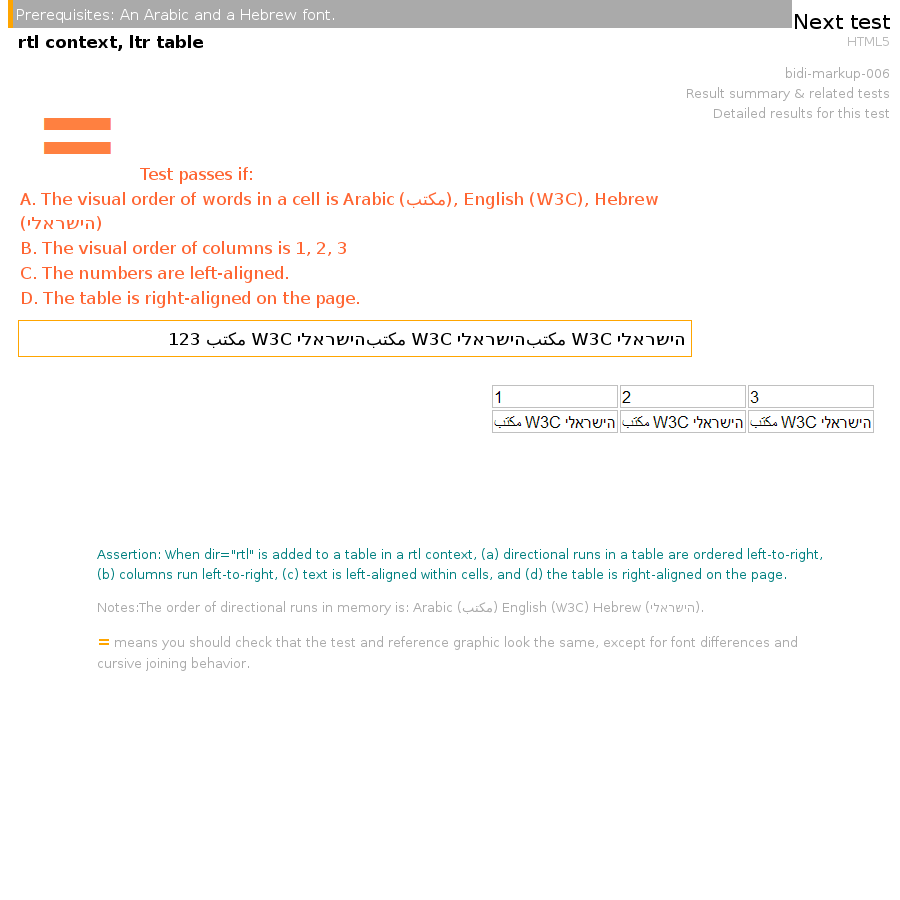 Prerequisites: An Arabic and a Hebrew font.
Next test
rtl context, ltr table
HTML5
bidi-markup-006
Result summary & related tests
Detailed results for this test
Test passes if:
A. The visual order of words in a cell is Arabic (مكتب), English (W3C), Hebrew
(הישראלי)
B. The visual order of columns is 1, 2, 3
C. The numbers are left-aligned.
D. The table is right-aligned on the page.
הישראלי W3C مكتبהישראלי W3C مكتبהישראלי W3C مكتب 123
1 2 3
مكتب W3C הישראלי مكتب W3C הישראלי مكتب W3C הישראלי
Assertion: When dir="rtl" is added to a table in a rtl context, (a) directional runs in a table are ordered left-to-right,
(b) columns run left-to-right, (c) text is left-aligned within cells, and (d) the table is right-aligned on the page.
Notes:The order of directional runs in memory is: Arabic (مكتب) English (W3C) Hebrew (הישראלי).
= means you should check that the test and reference graphic look the same, except for font differences and
cursive joining behavior.